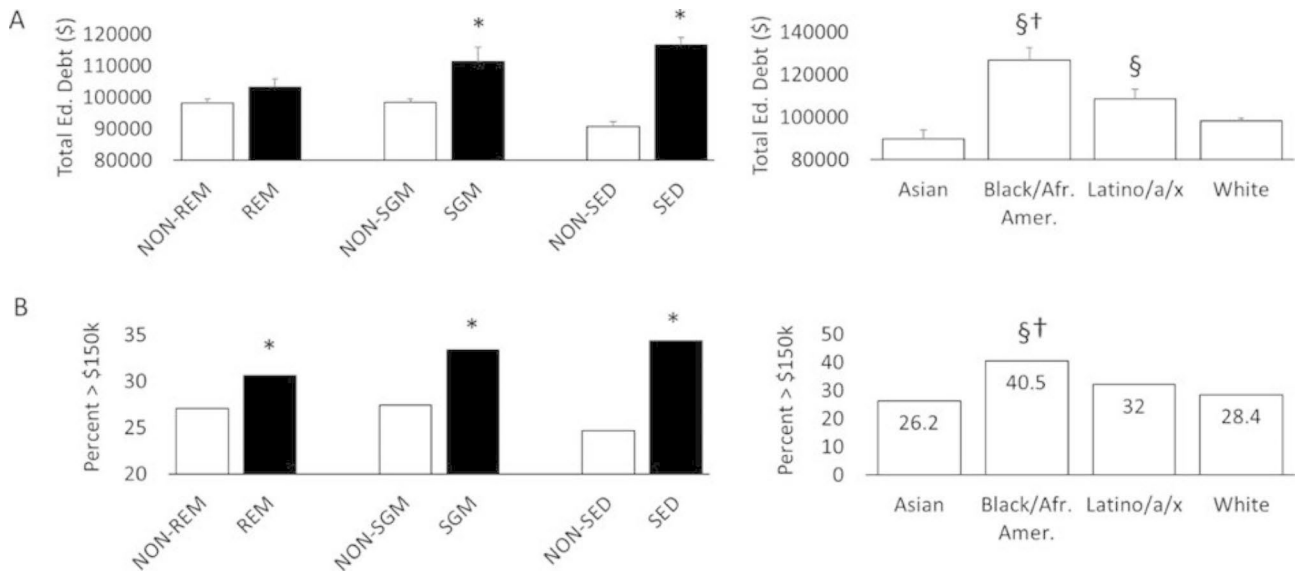 A
Total Ed. Debt ($)
120000
110000
100000
90000
80000
*
*
NON-REM
REM
NON-SGM
SGM
NON-SED
SED
Total Ed. Debt ($)
140000
120000
100000
80000
§†
§
Asian
Black/Afr.
Amer.
Latino/a/x
White
B
Percent > $150k
35
30
25
20
*
*
*
NON-REM
REM
NON-SGM
SGM
NON-SED
SED
Percent > $150k
50
40
30
20
10
0
§†
26.2
40.5
32
28.4
Asian
Black/Afr.
Amer.
Latino/a/x
White